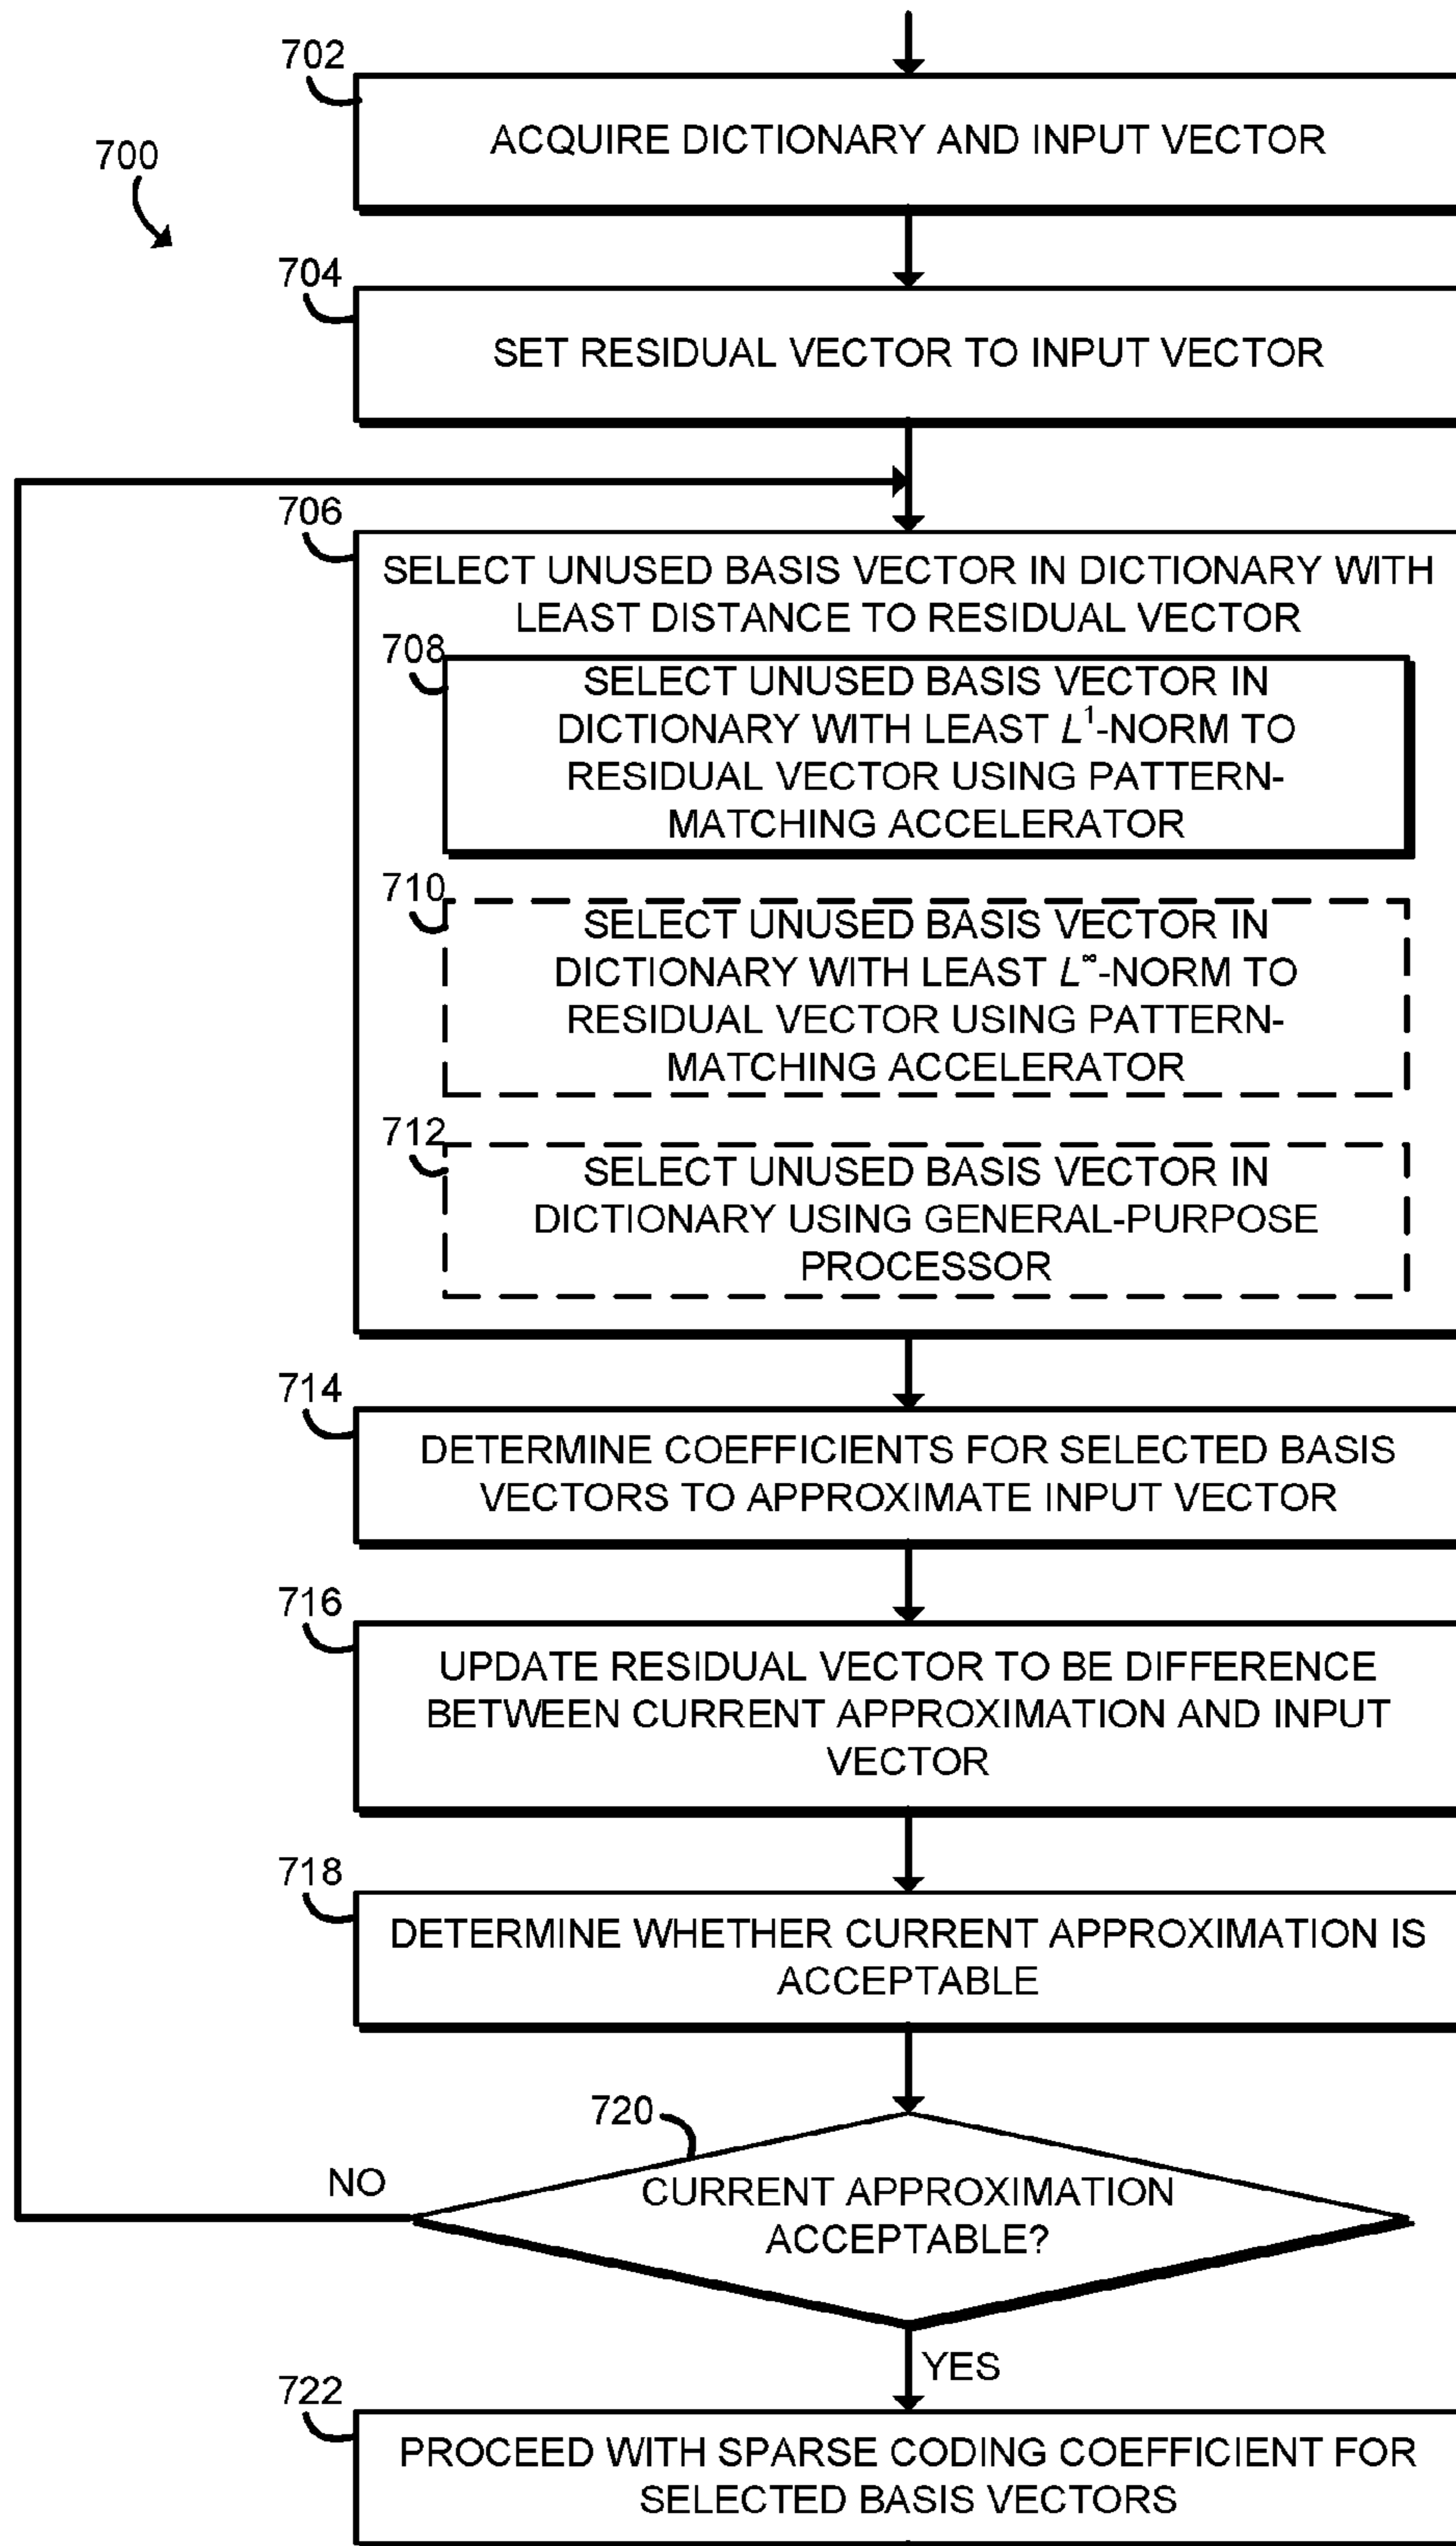 702
ACQUIRE DICTIONARY AND INPUT VECTOR
700
704
SET RESIDUAL VECTOR TO INPUT VECTOR
706
SELECT UNUSED BASIS VECTOR IN DICTIONARY WITH
LEAST DISTANCE TO RESIDUAL VECTOR
708
SELECT UNUSED BASIS VECTOR IN
DICTIONARY WITH LEAST L¹-NORM TO
RESIDUAL VECTOR USING PATTERN-
MATCHING ACCELERATOR
710
SELECT UNUSED BASIS VECTOR IN
DICTIONARY WITH LEAST L∞-NORM TO
RESIDUAL VECTOR USING PATTERN-
MATCHING ACCELERATOR
712
SELECT UNUSED BASIS VECTOR IN
DICTIONARY USING GENERAL-PURPOSE
PROCESSOR
714
DETERMINE COEFFICIENTS FOR SELECTED BASIS
VECTORS TO APPROXIMATE INPUT VECTOR
716
UPDATE RESIDUAL VECTOR TO BE DIFFERENCE
BETWEEN CURRENT APPROXIMATION AND INPUT
VECTOR
718
DETERMINE WHETHER CURRENT APPROXIMATION IS
ACCEPTABLE
720
NO
CURRENT APPROXIMATION
ACCEPTABLE?
YES
722
PROCEED WITH SPARSE CODING COEFFICIENT FOR
SELECTED BASIS VECTORS